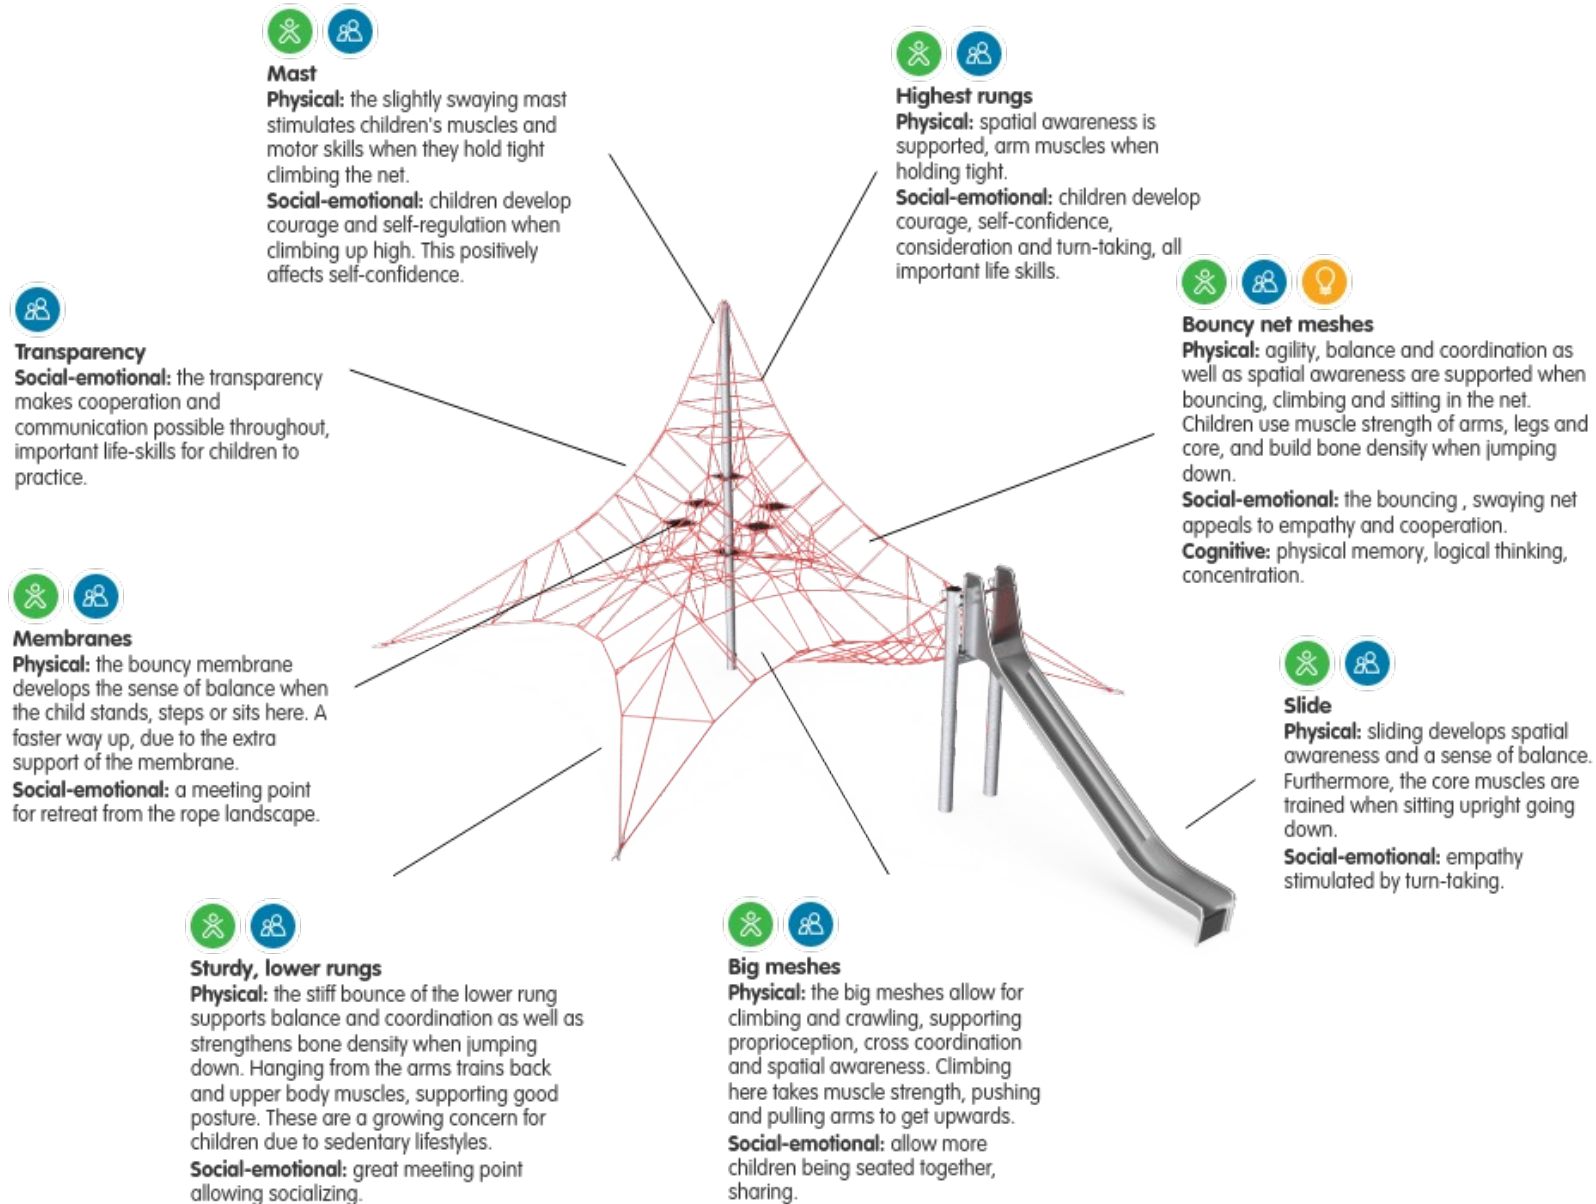 Mast
Physical: the slightly swaying mast
stimulates children's muscles and
motor skills when they hold tight
climbing the net.
Social-emotional: children develop
courage and self-regulation when
climbing up high. This positively
affects self-confidence.
Highest rungs
Physical: spatial awareness is
supported, arm muscles when
holding tight.
Social-emotional: children develop
courage, self-confidence,
consideration and turn-taking, all
important life skills.
Transparency
Social-emotional: the transparency
makes cooperation and
communication possible throughout,
important life-skills for children to
practice.
Bouncy net meshes
Physical: agility, balance and coordination as
well as spatial awareness are supported when
bouncing, climbing and sitting in the net.
Children use muscle strength of arms, legs and
core, and build bone density when jumping
down.
Social-emotional: the bouncing , swaying net
appeals to empathy and cooperation.
Cognitive: physical memory, logical thinking,
concentration.
Membranes
Physical: the bouncy membrane
develops the sense of balance when
the child stands, steps or sits here. A
faster way up, due to the extra
support of the membrane.
Social-emotional: a meeting point
for retreat from the rope landscape.
Slide
Physical: sliding develops spatial
awareness and a sense of balance.
Furthermore, the core muscles are
trained when sitting upright going
down.
Social-emotional: empathy
stimulated by turn-taking.
Sturdy, lower rungs
Physical: the stiff bounce of the lower rung
supports balance and coordination as well as
strengthens bone density when jumping
down. Hanging from the arms trains back
and upper body muscles, supporting good
posture. These are a growing concern for
children due to sedentary lifestyles.
Social-emotional: great meeting point
allowing socializing.
Big meshes
Physical: the big meshes allow for
climbing and crawling, supporting
proprioception, cross coordination
and spatial awareness. Climbing
here takes muscle strength, pushing
and pulling arms to get upwards.
Social-emotional: allow more
children being seated together,
sharing.